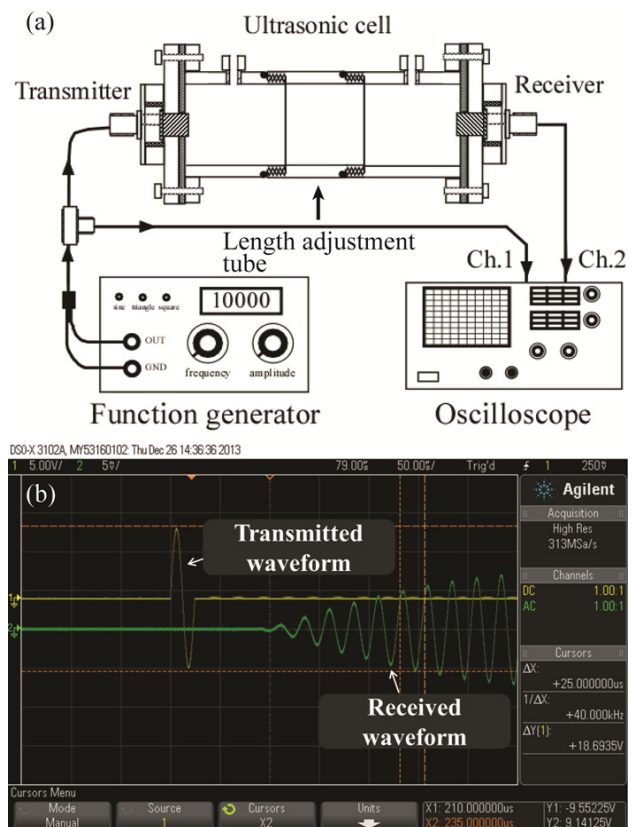 (a)
Ultrasonic cell
Transmitter
Receiver
Length adjustment
tube
Ch.1
Ch.2
10000
sine triangle square
OUT
GND
frequency
amplitude
Function generator
Oscilloscope
DSO-X 3102A, MY53160102: Thu Dec 26 14:36:36 2013
1 5.00V/ 2 5 / 79.00 50.00 / Trig'd 1 250
(b)
Transmitted
waveform
Received
waveform
Agilent
Acquisition
High Res
313MSa/s
Channels
DC 1.00:1
AC 1.00:1
Cursors
ΔX:
+25.000000us
1/ΔX:
+40.000kHz
ΔY(1):
+18.6935V
Cursors Menu
Mode
Manual
Source
1
Cursors
X2
Units
X1: 210.000000us
X2: 235.000000us
Y1: -9.55225V
Y2: 9.14125V